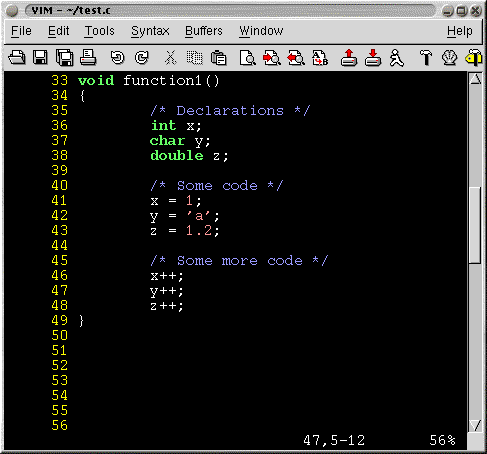 VIM - ~/test.c
File Edit Tools Syntax Buffers Window Help
33 void function1()
34 {
35 /* Declarations */
36 int x;
37 char y;
38 double z;
39
40 /* Some code */
41 x = 1;
42 y = 'a';
43 z = 1.2;
44
45 /* Some more code */
46 x++;
47 y++;
48 z++;
49 }
50
51
52
53
54
55
56
47,5-12 56%